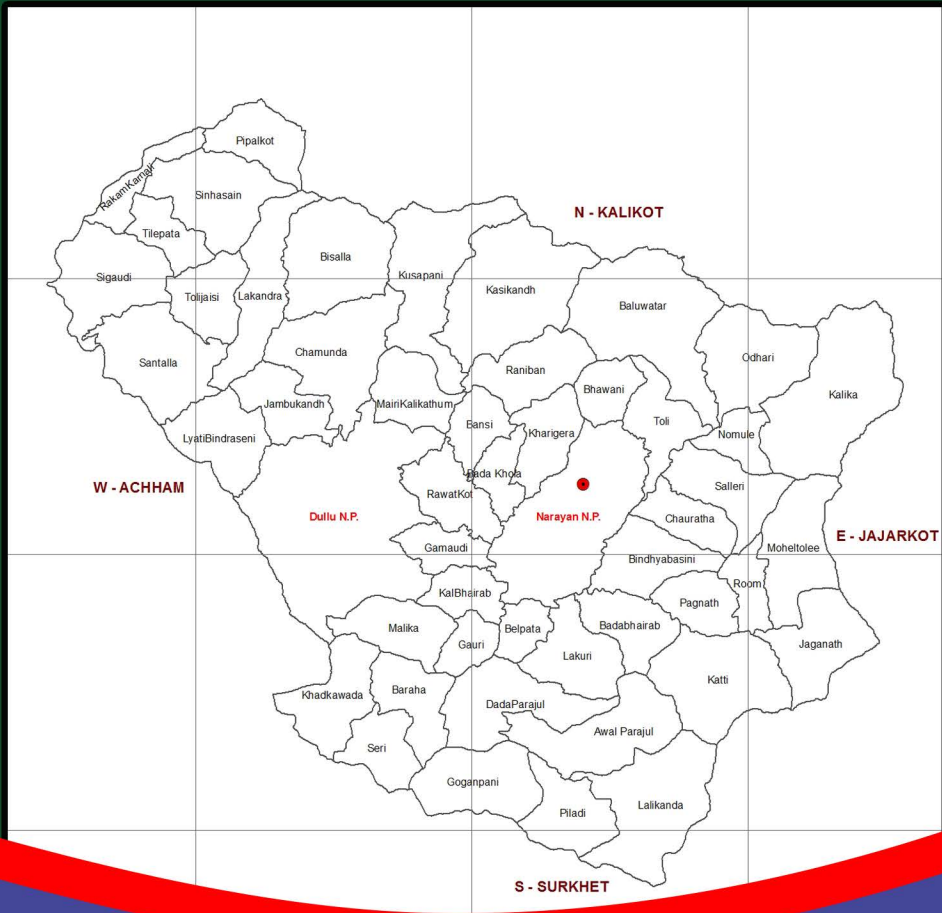 Pipalkot
RakamKarnali
Sinhasain
N - KALIKOT
Tilepata
Bisalla
Sigaudi
Kusapani
Kasikandh
Tolijaisi
Lakandra
Baluwatar
Chamunda
Odhari
Santalla
Raniban
Bhawani
Kalika
Jambukandh
MairiKalikathum
Bansi
Toli
Kharigera
Nomule
LyatiBindraseni
Bada Khola
W - ACHHAM
RawatKot
Salleri
Dullu N.P.
Narayan N.P.
Chauratha
E - JAJARKOT
Gamaudi
Moheltolee
Bindhyabasini
Room
KalBhairab
Pagnath
Malika
Belpata
Badabhairab
Gauri
Lakuri
Jaganath
Katti
Khadkawada
Baraha
DadaParajul
Awal Parajul
Seri
Goganpani
Lalikanda
Piladi
S - SURKHET